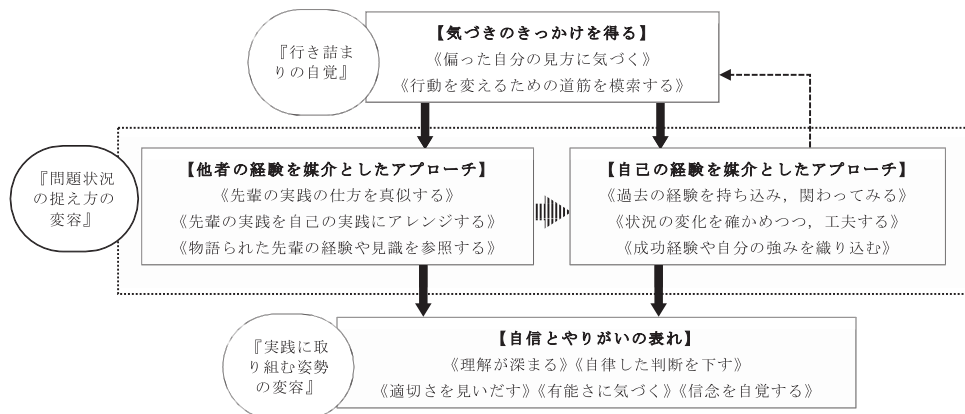 『行き詰ま
りの自覚』
【気づきのきっかけを得る】
《偏った自分の見方に気づく》
《行動を変えるための道筋を模索する》
『問題状況
の捉え方の
変容』
【他者の経験を媒介としたアプローチ】
《先輩の実践の仕方を真似する》
《先輩の実践を自己の実践にアレンジする》
《物語られた先輩の経験や見識を参照する》
【自己の経験を媒介としたアプローチ】
《過去の経験を持ち込み，関わってみる》
《状況の変化を確かめつつ，工夫する》
《成功経験や自分の強みを織り込む》
『実践に取
り組む姿勢
の変容』
【自信とやりがいの表れ】
《理解が深まる》《自律した判断を下す》
《適切さを見いだす》《有能さに気づく》《信念を自覚する》